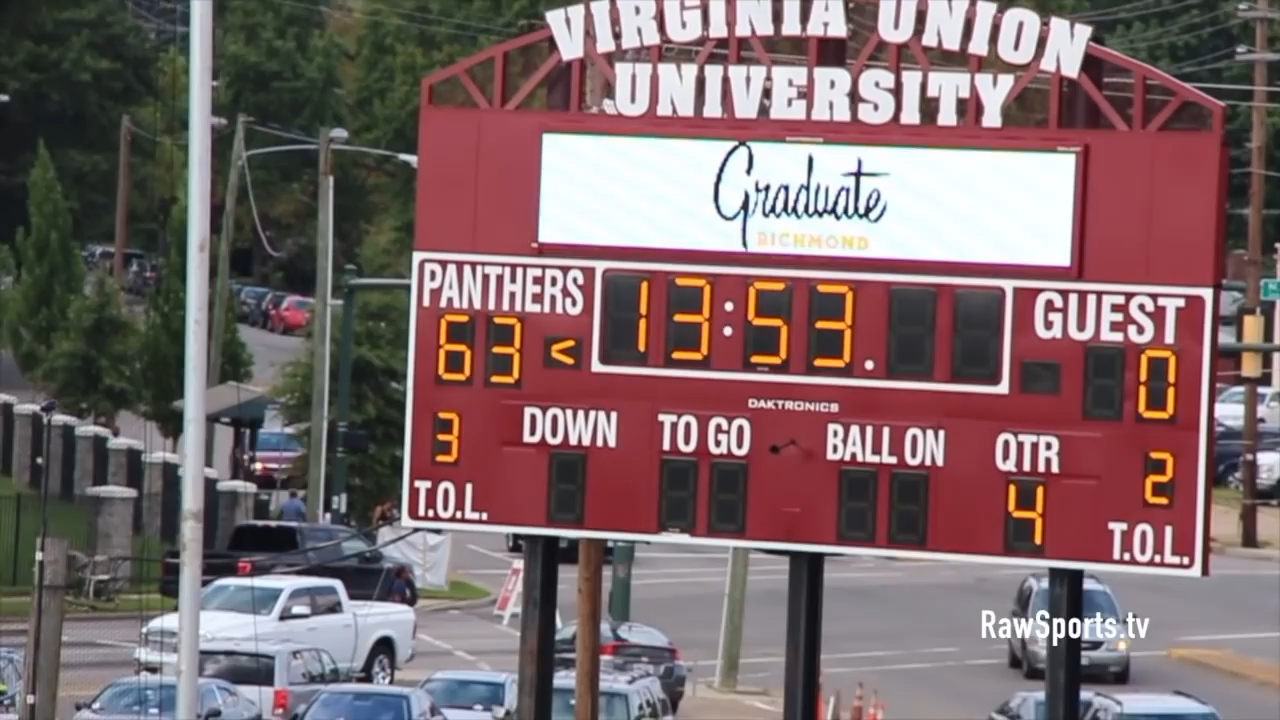 VIRGINIA UNION
UNIVERSITY
Graduate
RICHMOND
PANTHERS
13:53.
GUEST
63 <
0
DAKTRONICS
3
DOWN
TO GO
BALL ON
QTR
2
T.O.L.
4
T.O.L.
RawSports.tv